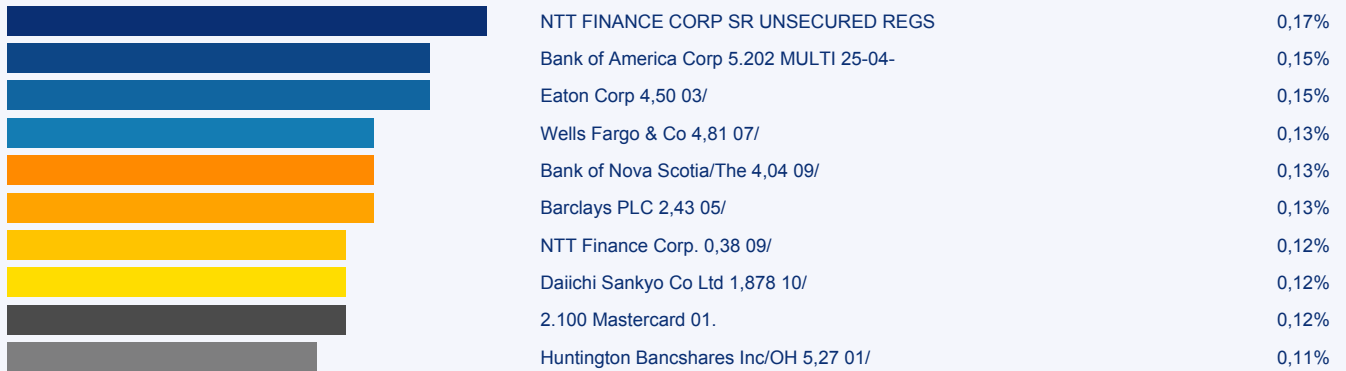 NTT FINANCE CORP SR UNSECURED REGS 0,17%
Bank of America Corp 5.202 MULTI 25-04- 0,15%
Eaton Corp 4,50 03/ 0,15%
Wells Fargo & Co 4,81 07/ 0,13%
Bank of Nova Scotia/The 4,04 09/ 0,13%
Barclays PLC 2,43 05/ 0,13%
NTT Finance Corp. 0,38 09/ 0,12%
Daiichi Sankyo Co Ltd 1,878 10/ 0,12%
2.100 Mastercard 01. 0,12%
Huntington Bancshares Inc/OH 5,27 01/ 0,11%